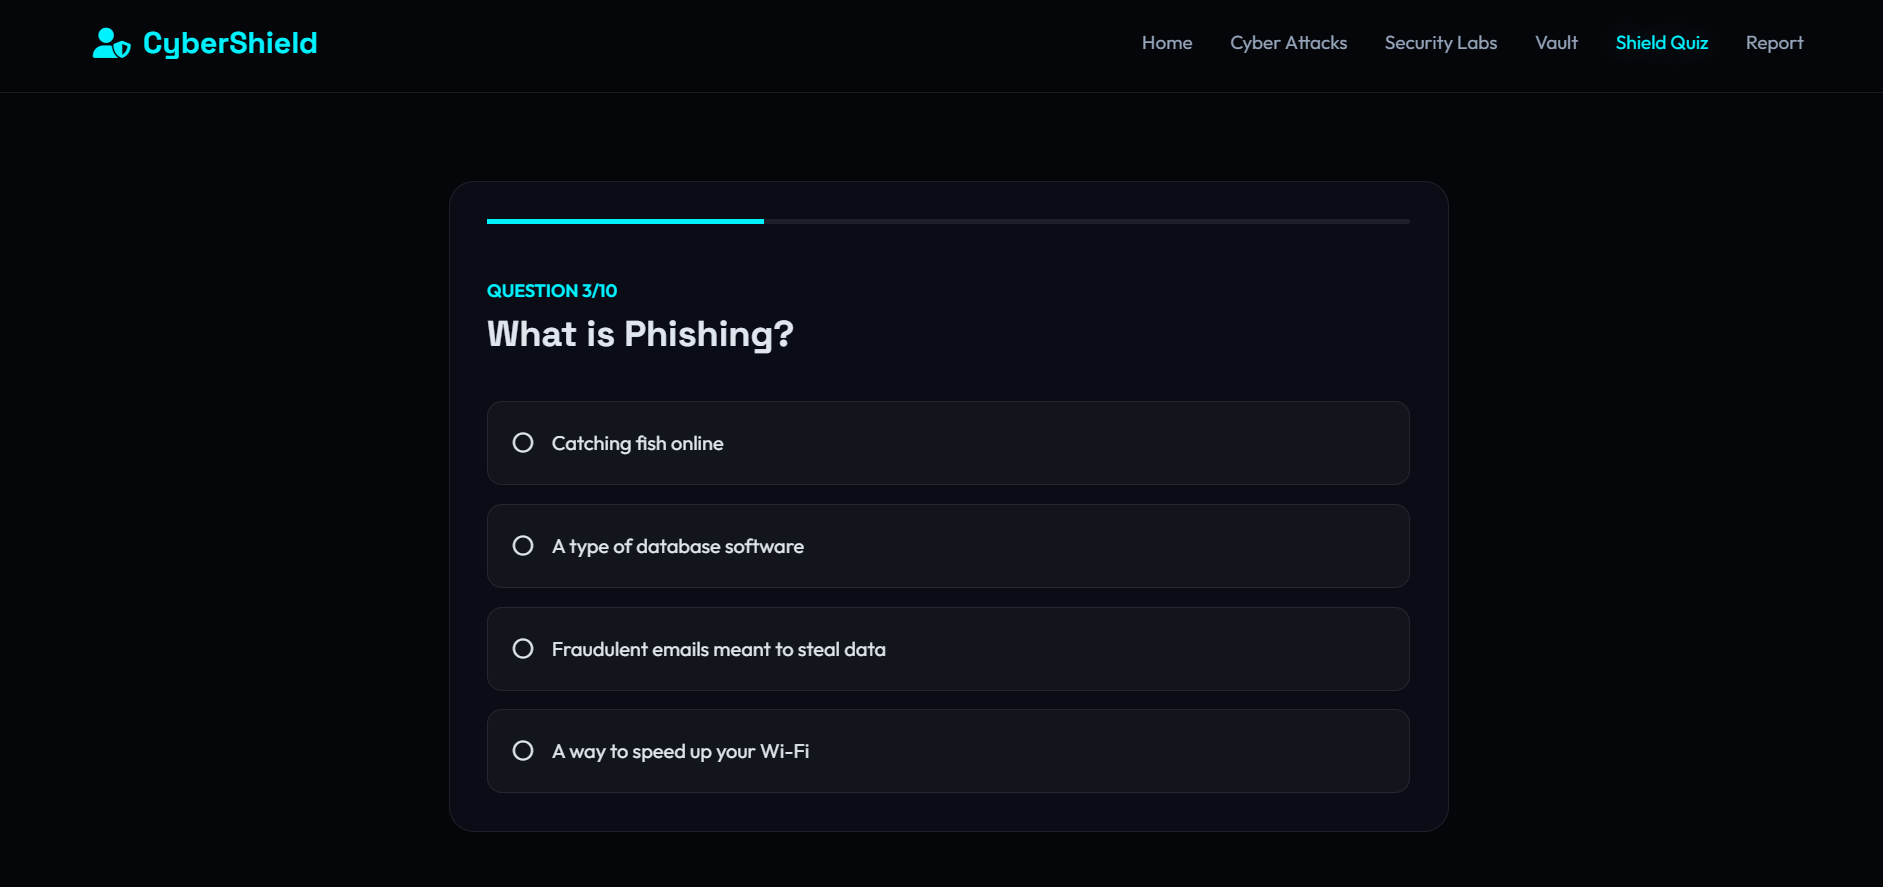 CyberShield
Home Cyber Attacks Security Labs Vault Shield Quiz Report
QUESTION 3/10
What is Phishing?
Catching fish online
A type of database software
Fraudulent emails meant to steal data
A way to speed up your Wi-Fi